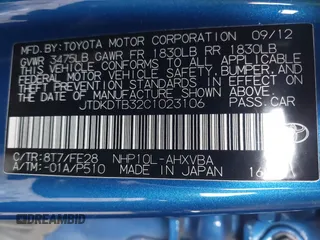 MFD. BY: TOYOTA MOTOR CORPORATION 09/12
GVWR 3475LB GAWR FR 1830LB RR 1830LB
THIS VEHICLE CONFORMS TO ALL APPLICABLE
FEDERAL MOTOR VEHICLE SAFETY, BUMPER, AND
THEFT PREVENTION STANDARDS IN EFFECT ON
THE DATE OF MANUFACTURE SHOWN ABOVE.
JTDKDTB32C1023106
C/TR: 8T7/FE28 NHP10L-AHXVBA
A/TM: -01A/P510 MADE IN JAPAN
DREAMBID